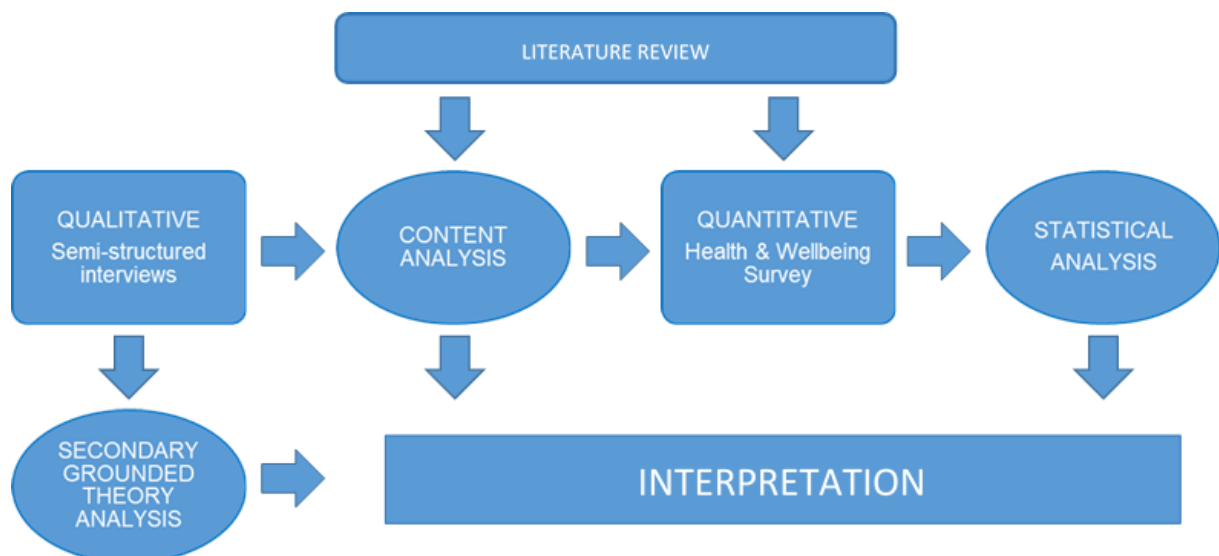 LITERATURE REVIEW
QUALITATIVE
Semi-structured
interviews
CONTENT
ANALYSIS
QUANTITATIVE
Health & Wellbeing
Survey
STATISTICAL
ANALYSIS
SECONDARY
GROUNDED
THEORY
ANALYSIS
INTERPRETATION